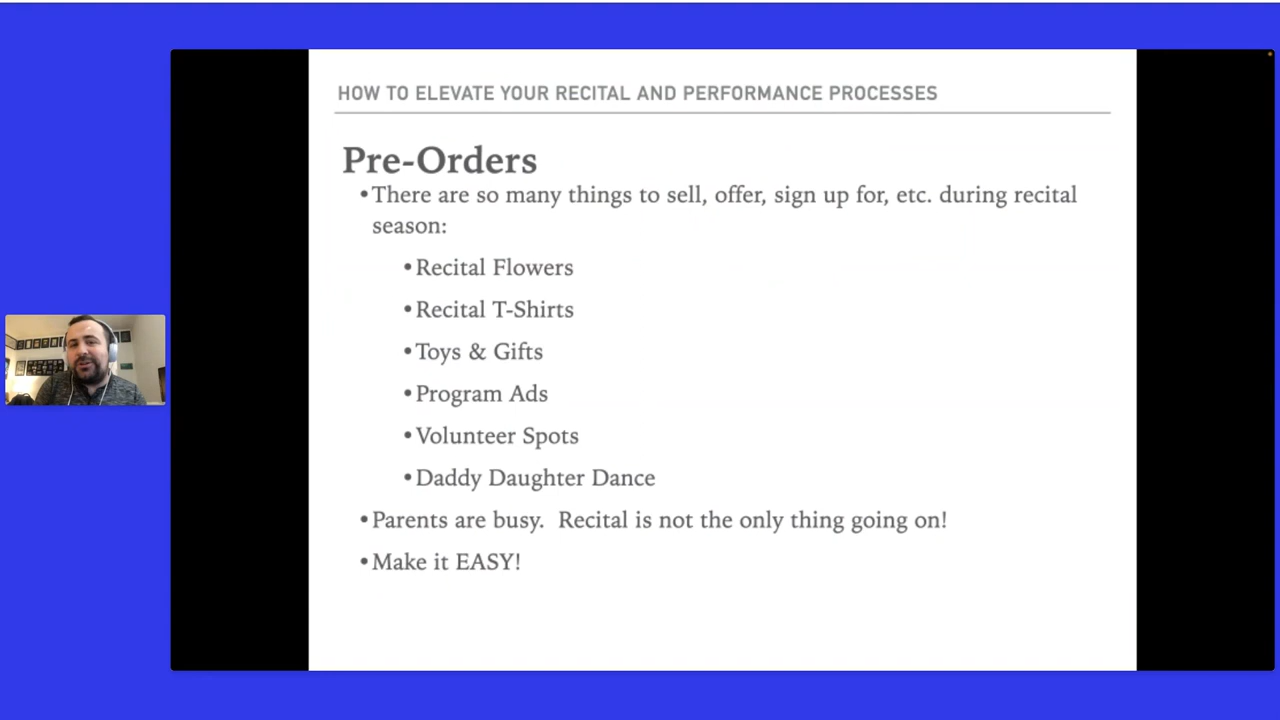 HOW TO ELEVATE YOUR RECITAL AND PERFORMANCE PROCESSES
Pre-Orders
•There are so many things to sell, offer, sign up for, etc. during recital
season:
•Recital Flowers
•Recital T-Shirts
•Toys & Gifts
•Program Ads
•Volunteer Spots
•Daddy Daughter Dance
•Parents are busy.  Recital is not the only thing going on!
•Make it EASY!